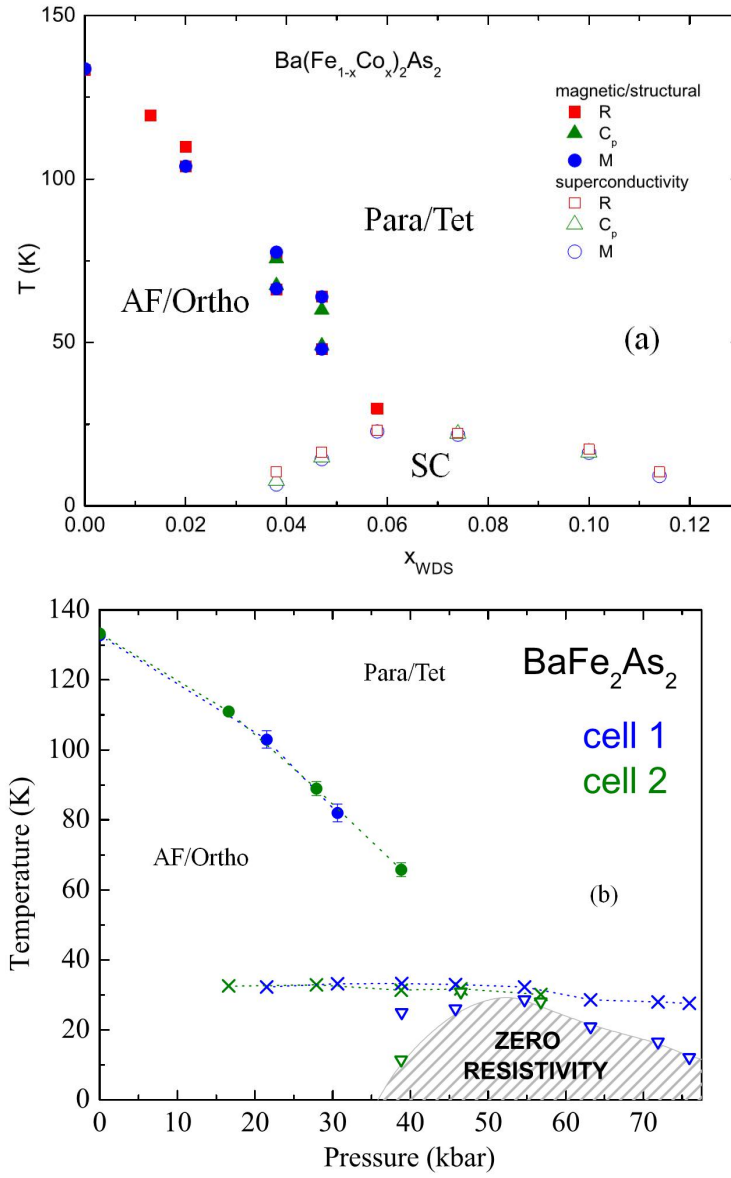 150
100
50
0
T (K)
Ba(Fe₁₋ₓCoₓ)₂As₂
magnetic/structural
R
Cₚ
M
superconductivity
R
Cₚ
M
Para/Tet
AF/Ortho
(a)
SC
0.00 0.02 0.04 0.06 0.08 0.10 0.12
x_WDS
140
120
100
80
60
40
20
0
Temperature (K)
Para/Tet
BaFe₂As₂
cell 1
cell 2
AF/Ortho
(b)
ZERO
RESISTIVITY
0 10 20 30 40 50 60 70
Pressure (kbar)